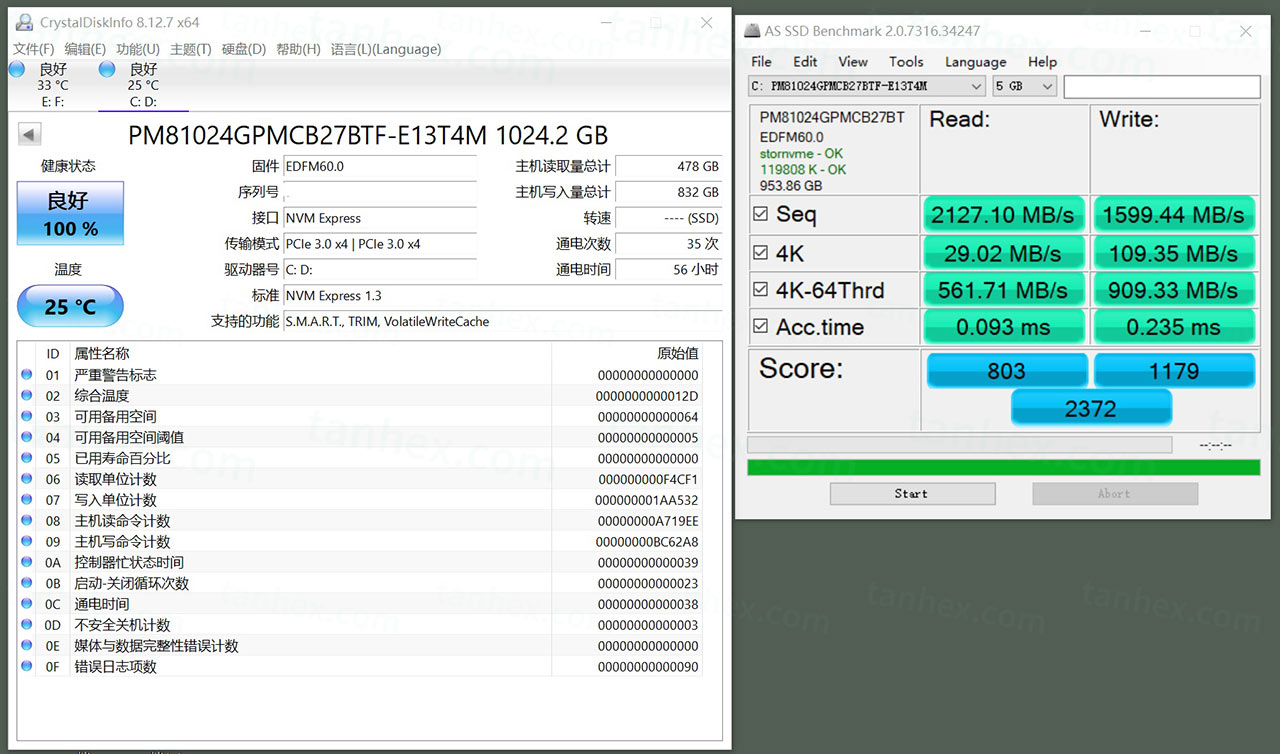 CrystalDiskInfo 8.12.7 x64
文件(F) 编辑(E) 功能(U) 主题(T) 硬盘(D) 帮助(H) 语言(L)(Language)
良好 良好
33 °C 25 °C
E: F: C: D:
PM81024GPMCB27BTF-E13T4M 1024.2 GB
健康状态
良好
100 %
温度
25 °C
固件 EDFM60.0
序列号
接口 NVM Express
传输模式 PCIe 3.0 x4 | PCIe 3.0 x4
驱动器号 C: D:
标准 NVM Express 1.3
支持的功能 S.M.A.R.T., TRIM, VolatileWriteCache
主机读取量总计 478 GB
主机写入量总计 832 GB
转速 ---- (SSD)
通电次数 35 次
通电时间 56 小时
ID 属性名称 原始值
01 严重警告标志 00000000000000
02 综合温度 0000000000012D
03 可用备用空间 00000000000064
04 可用备用空间阈值 00000000000005
05 已用寿命百分比 00000000000000
06 读取单位计数 000000000F4CF1
07 写入单位计数 000000001AA532
08 主机读命令计数 00000000A719EE
09 主机写命令计数 00000000BC62A8
0A 控制器忙状态时间 00000000000039
0B 启动-关闭循环次数 00000000000023
0C 通电时间 00000000000038
0D 不安全关机计数 00000000000003
0E 媒体与数据完整性错误计数 00000000000000
0F 错误日志项数 00000000000090
AS SSD Benchmark 2.0.7316.34247
File Edit View Tools Language Help
C: PM81024GPMCB27BTF-E13T4M 5 GB
PM81024GPMCB27BT
EDFM60.0
stornvme - OK
119808 K - OK
953.86 GB
Read: Write:
Seq 2127.10 MB/s 1599.44 MB/s
4K 29.02 MB/s 109.35 MB/s
4K-64Thrd 561.71 MB/s 909.33 MB/s
Acc.time 0.093 ms 0.235 ms
Score: 803 1179
2372
--:--:--
Start Abort
tanhex.com